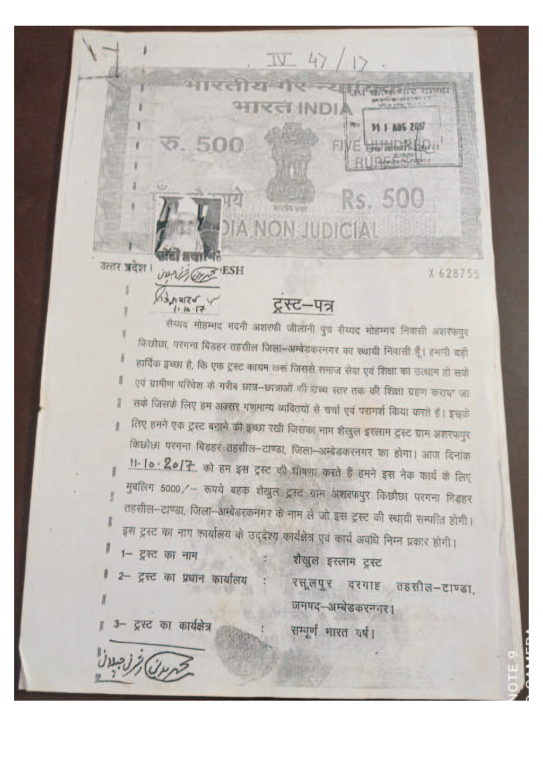 IV 47/17.
भारतीय गैर न्यायिक
भारत INDIA
11 AUG 2017
रु. 500
FIVE HUNDRED
RUPEES
पाँच सौ रुपये
Rs. 500
INDIA NON JUDICIAL
उत्तर प्रदेश
ESH
X 628755
11.10.17
ट्रस्ट-पत्र
सैय्यद मोहम्मद मदनी अशरफी जीलानी पुत्र सैय्यद मोहम्मद निवासी अशरफपुर
किछौछा, परगना बिड़हर तहसील जिला-अम्बेडकरनगर का स्थायी निवासी हूँ। हमारी बड़ी
हार्दिक इच्छा है, कि एक ट्रस्ट कायम करूं जिससे समाज सेवा एवं शिक्षा का उत्थान हो सके
एवं ग्रामीण परिवेश के गरीब छात्र-छात्राओं की उच्च स्तर तक की शिक्षा ग्रहण कराया जा
सके जिसके लिए हम अक्सर गणमान्य व्यक्तियों से चर्चा एवं परामर्श किया करते हैं। इसके
लिए हमने एक ट्रस्ट बनाने की इच्छा रखी जिसका नाम शैखुल इस्लाम ट्रस्ट ग्राम अशरफपुर
किछौछा परगना बिड़हर तहसील-टाण्डा, जिला-अम्बेडकरनगर का होगा। आज दिनांक
11.10.2017 को हम इस ट्रस्ट की घोषणा करते हैं हमने इस नेक कार्य के लिए
मुबलिग 5000/- रूपये बहक शैखुल ट्रस्ट ग्राम अशरफपुर किछौछा परगना
तहसील-टाण्डा, जिला-अम्बेडकरनगर के नाम ले जो इस ट्रस्ट की स्थायी सम्पति होगी।
इस ट्रस्ट का नाम कार्यालय के उद्देश्य कार्यक्षेत्र एवं कार्य अवधि निम्न प्रकार होगी।
1- ट्रस्ट का नाम : शैखुल इस्लाम ट्रस्ट
2- ट्रस्ट का प्रधान कार्यालय : रसूलपुर दरगाह तहसील-टाण्डा,
जनपद-अम्बेडकरनगर।
3- ट्रस्ट का कार्यक्षेत्र : सम्पूर्ण भारत वर्ष।
NOTE 9